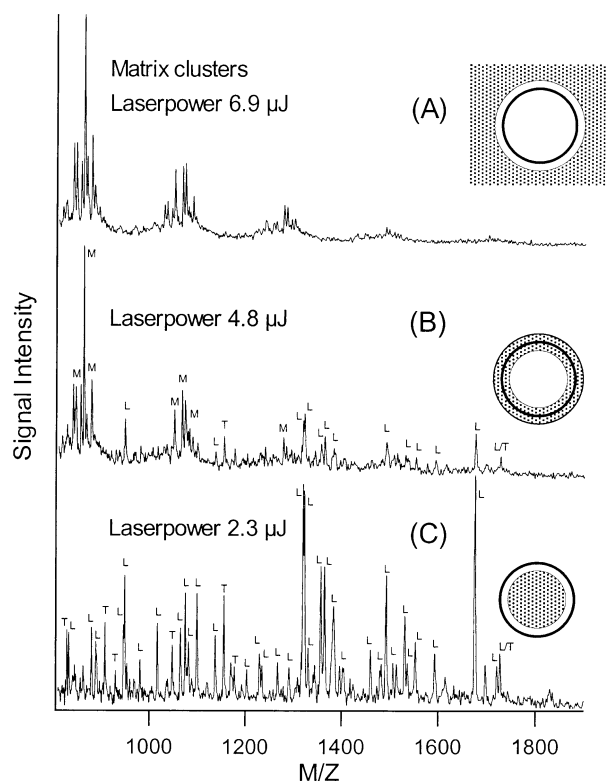 Matrix clusters
Laserpower 6.9 µJ
(A)
M
Laserpower 4.8 µJ
(B)
M M L M M M L T M L L L L L L L L L L L/T
Laserpower 2.3 µJ
(C)
T L L L T T L L L L T L L L L L T T L L L L L L L L L L L L L L L L L L L L L L/T
Signal Intensity
1000 1200 1400 1600 1800
M/Z